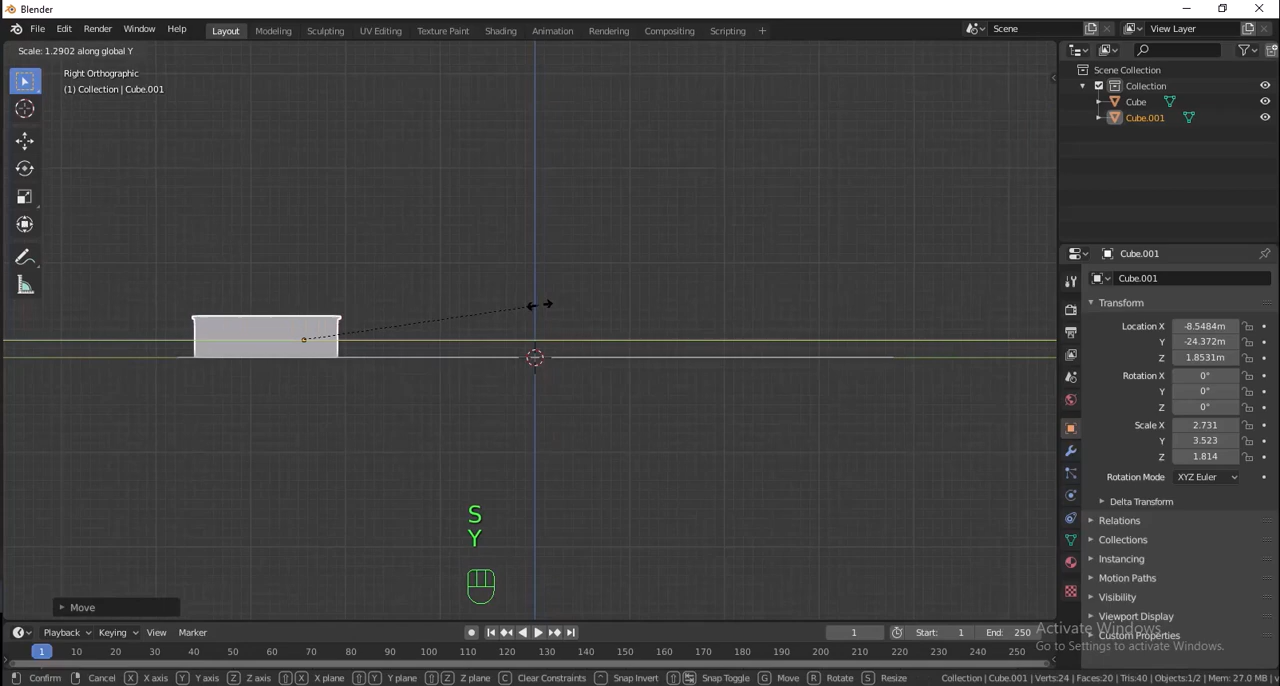 Blender
File Edit Render Window Help
Layout Modeling Sculpting UV Editing Texture Paint Shading Animation Rendering Compositing Scripting +
Scene
View Layer
Scale: 1.2902 along global Y
Right Orthographic
(1) Collection | Cube.001
Scene Collection
Collection
Cube
Cube.001
Cube.001
Cube.001
Transform
Location X -8.5484m
Y -24.372m
Z 1.8531m
Rotation X 0°
Y 0°
Z 0°
Scale X 2.731
Y 3.523
Z 1.814
Rotation Mode XYZ Euler
Delta Transform
Relations
Collections
Instancing
Motion Paths
Visibility
Viewport Display
Custom Properties
S
Y
Move
Activate Windows
Go to Settings to activate Windows.
Playback Keying View Marker
1 Start: 1 End: 250
1 10 20 30 40 50 60 70 80 90 100 110 120 130 140 150 160 170 180 190 200 210 220 230 240 250
Confirm Cancel X X axis Y Y axis Z Z axis X X plane Y Y plane Z Z plane C Clear Constraints ^ Snap Invert Snap Toggle G Move R Rotate S Resize Collection | Cube.001 | Verts:24 | Faces:20 | Tris:40 | Objects:1/2 | Mem: 27.0 MB | v